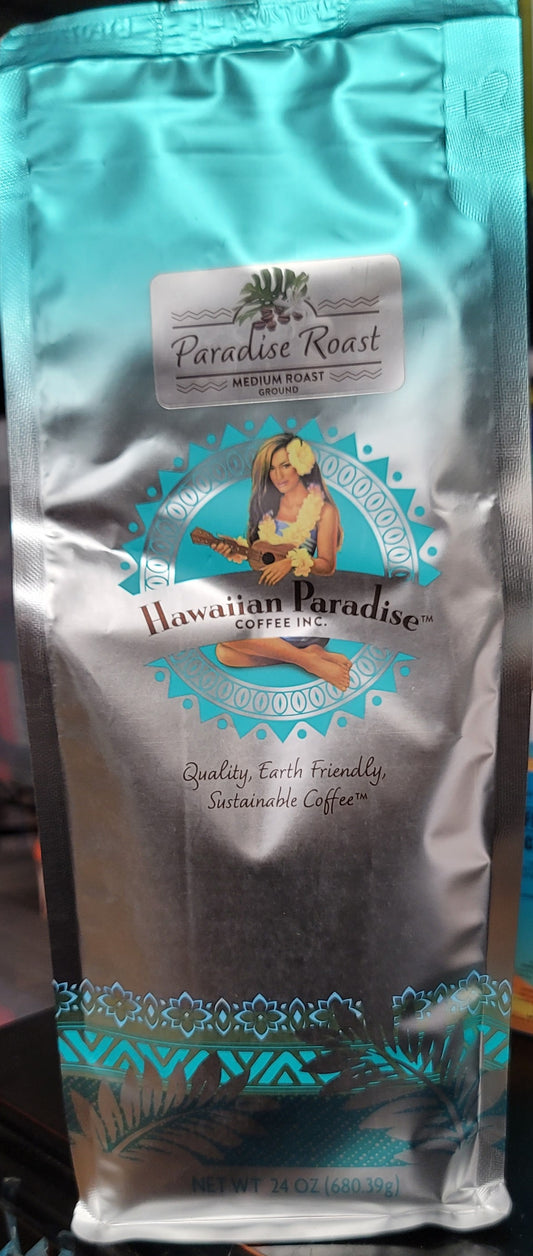 Paradise Roast
MEDIUM ROAST
GROUND
Hawaiian Paradise™
COFFEE INC.
Quality, Earth Friendly,
Sustainable Coffee™
NET WT 24 OZ (680.39g)